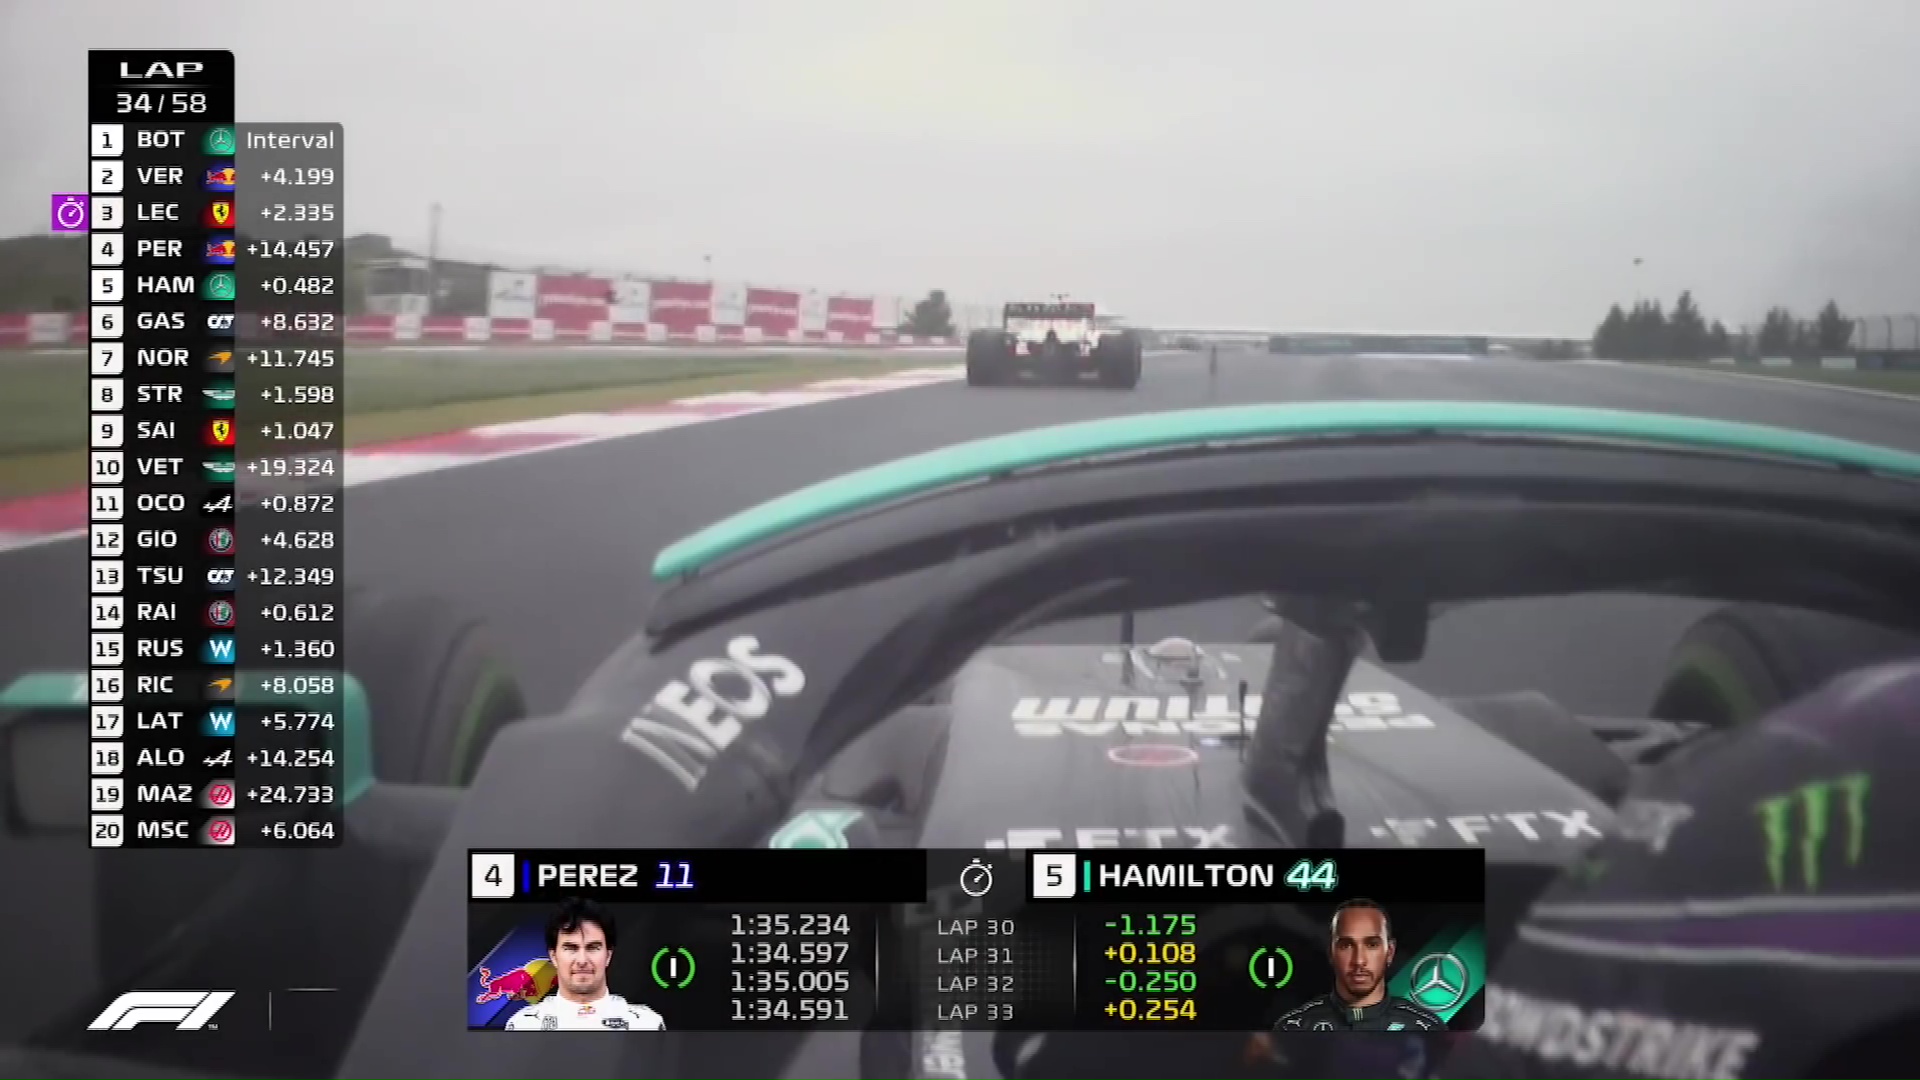 LAP
34/58
1 BOT Interval
2 VER +4.199
3 LEC +2.335
4 PER +14.457
5 HAM +0.482
6 GAS +8.632
7 NOR +11.745
8 STR +1.598
9 SAI +1.047
10 VET +19.324
11 OCO +0.872
12 GIO +4.628
13 TSU +12.349
14 RAI +0.612
15 RUS W +1.360
16 RIC +8.058
17 LAT W +5.774
18 ALO +14.254
19 MAZ +24.733
20 MSC +6.064
INEOS
PETRONAS
FTX
FTX
4 PEREZ 11
5 HAMILTON 44
1:35.234 LAP 30 -1.175
1:34.597 LAP 31 +0.108
1:35.005 LAP 32 -0.250
1:34.591 LAP 33 +0.254
F1
CROWDSTRIKE